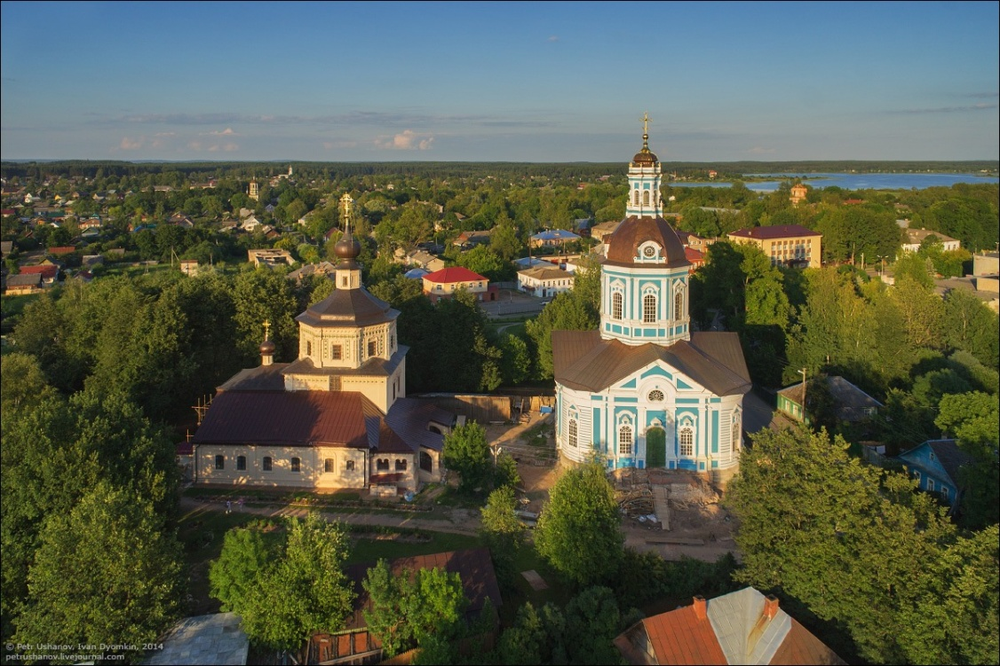 © Petr Ushanov, Ivan Dyomkin, 2014
petrushanov.livejournal.com